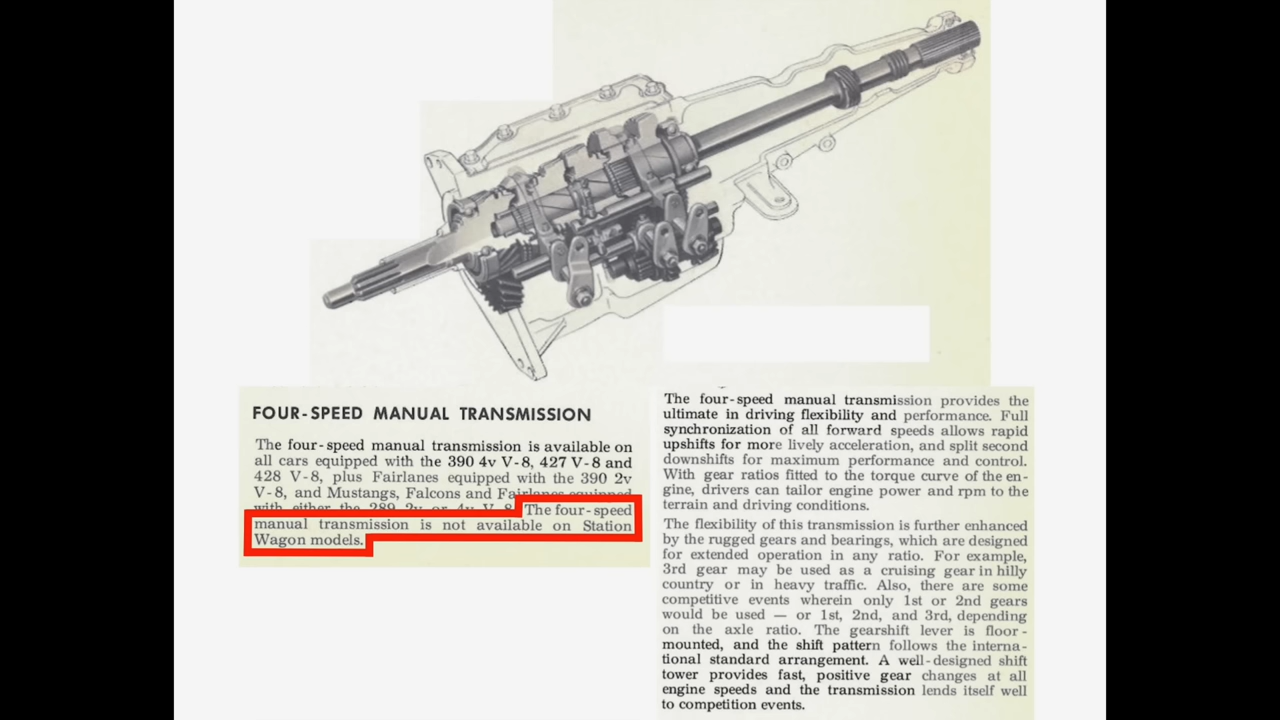 FOUR-SPEED MANUAL TRANSMISSION
The four-speed manual transmission is available on
all cars equipped with the 390 4v V-8, 427 V-8 and
428 V-8, plus Fairlanes equipped with the 390 2v
V-8, and Mustangs, Falcons and Fairlanes equipped
with either the 289 2v or 4v V-8. The four-speed
manual transmission is not available on Station
Wagon models.
The four-speed manual transmission provides the
ultimate in driving flexibility and performance. Full
synchronization of all forward speeds allows rapid
upshifts for more lively acceleration, and split second
downshifts for maximum performance and control.
With gear ratios fitted to the torque curve of the en-
gine, drivers can tailor engine power and rpm to the
terrain and driving conditions.
The flexibility of this transmission is further enhanced
by the rugged gears and bearings, which are designed
for extended operation in any ratio. For example,
3rd gear may be used as a cruising gear in hilly
country or in heavy traffic. Also, there are some
competitive events wherein only 1st or 2nd gears
would be used — or 1st, 2nd, and 3rd, depending
on the axle ratio. The gearshift lever is floor-
mounted, and the shift pattern follows the interna-
tional standard arrangement. A well-designed shift
tower provides fast, positive gear changes at all
engine speeds and the transmission lends itself well
to competition events.